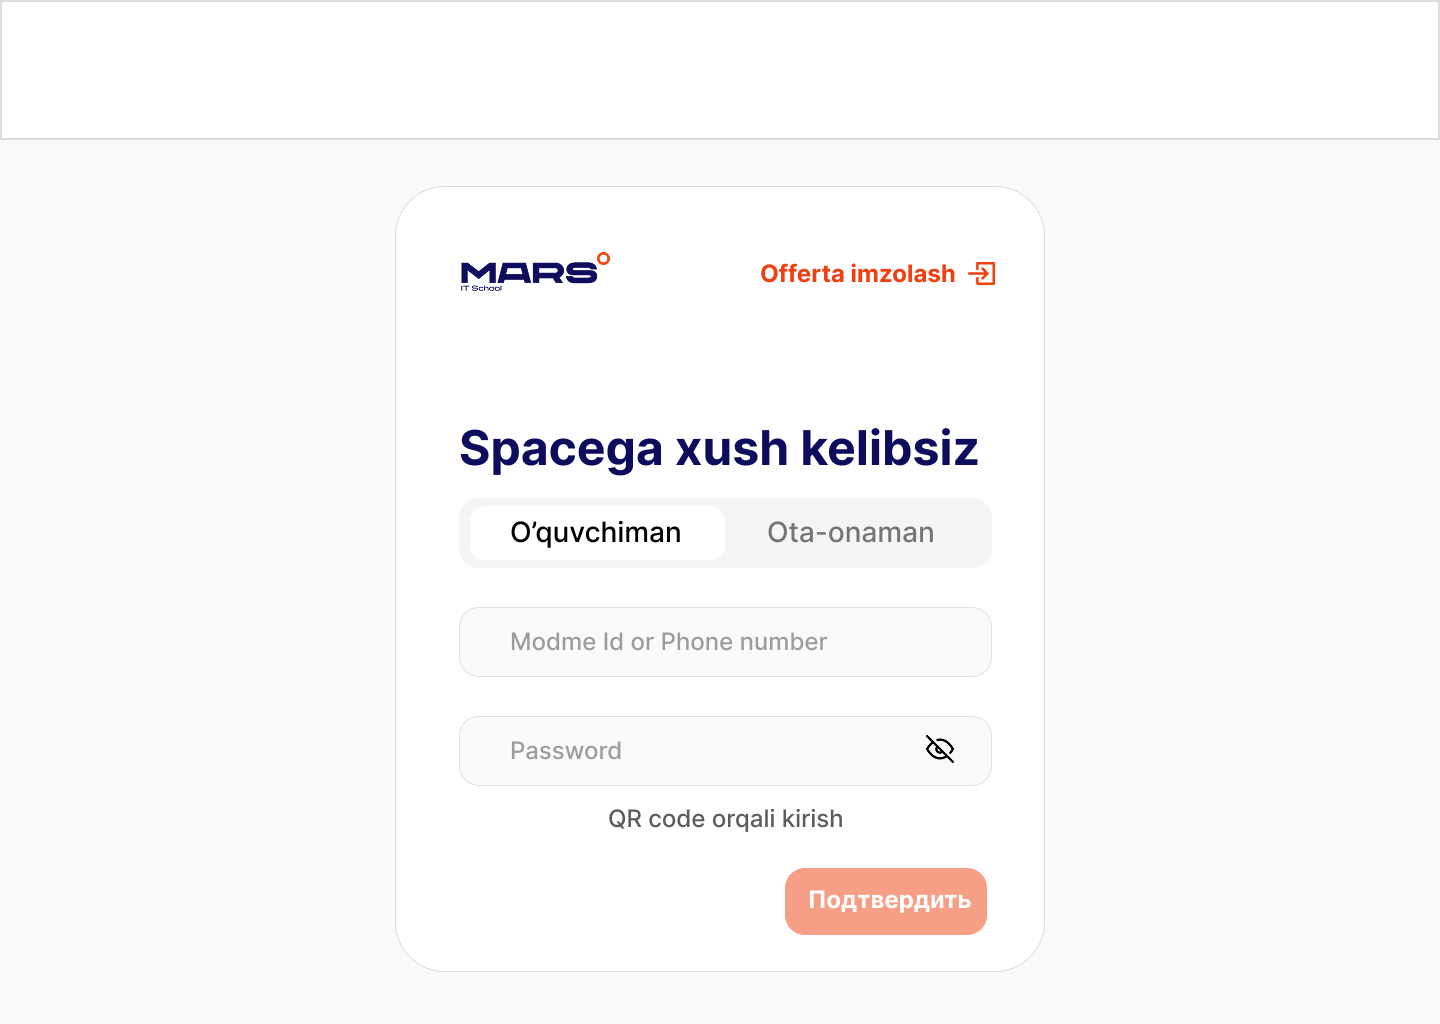 MARS
IT School
Offerta imzolash
Spacega xush kelibsiz
O’quvchiman
Ota-onaman
Modme Id or Phone number
Password
QR code orqali kirish
Подтвердить